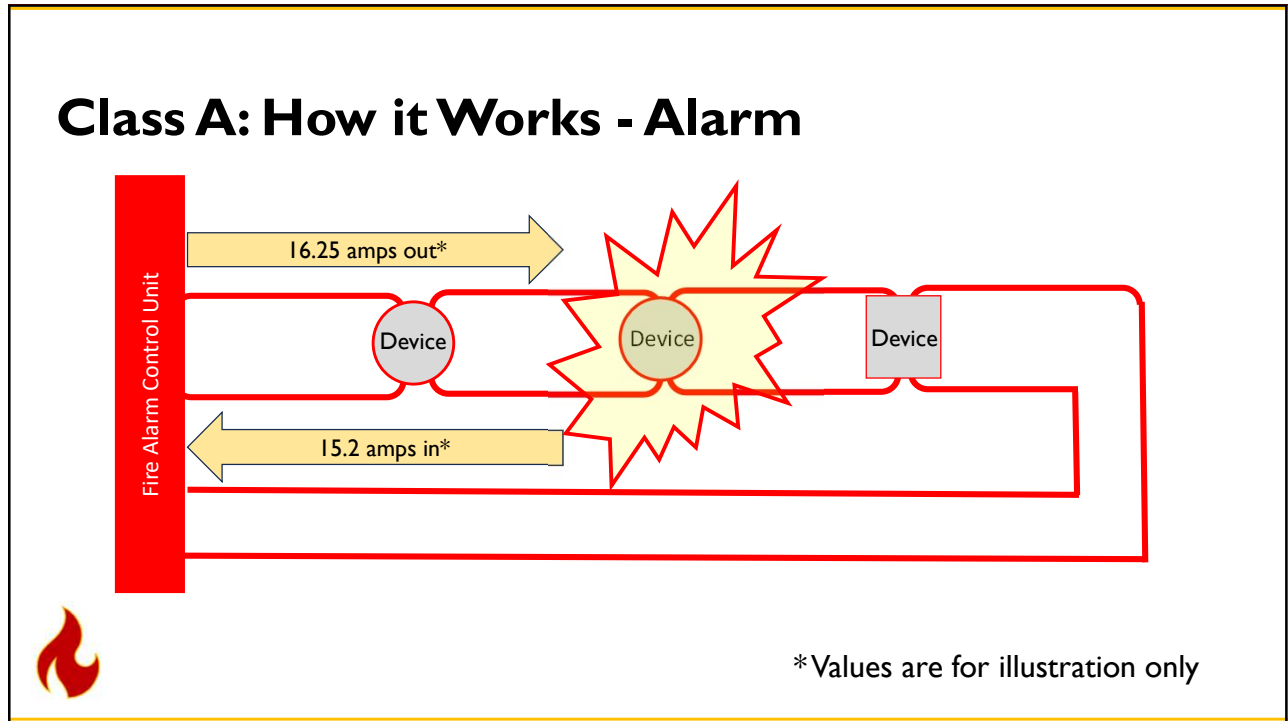 Class A: How it Works - Alarm
Fire Alarm Control Unit
16.25 amps out*
Device
Device
Device
15.2 amps in*
* Values are for illustration only